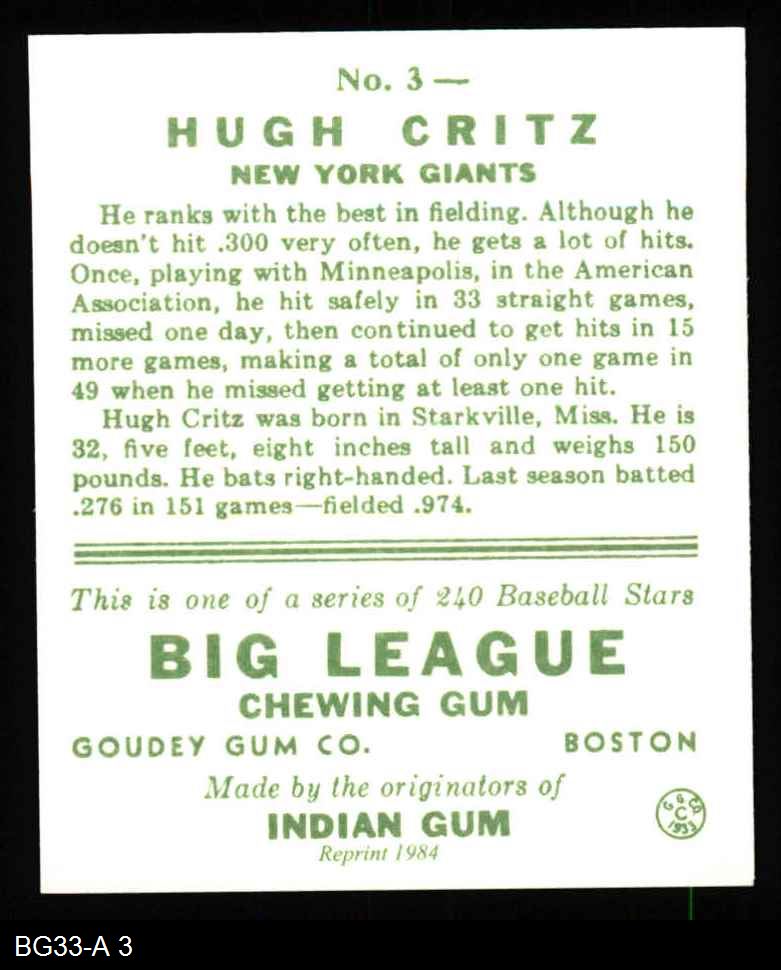 No. 3 —
HUGH CRITZ
NEW YORK GIANTS
He ranks with the best in fielding. Although he
doesn't hit .300 very often, he gets a lot of hits.
Once, playing with Minneapolis, in the American
Association, he hit safely in 33 straight games,
missed one day, then continued to get hits in 15
more games, making a total of only one game in
49 when he missed getting at least one hit.
Hugh Critz was born in Starkville, Miss. He is
32, five feet, eight inches tall and weighs 150
pounds. He bats right-handed. Last season batted
.276 in 151 games—fielded .974.
This is one of a series of 240 Baseball Stars
BIG LEAGUE
CHEWING GUM
GOUDEY GUM CO. BOSTON
Made by the originators of
INDIAN GUM
G G CO
C
1933
Reprint 1984
BG33-A 3